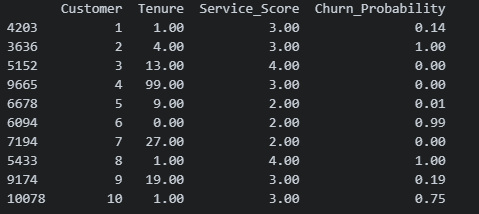 Customer Tenure Service_Score Churn_Probability
4203 1 1.00 3.00 0.14
3636 2 4.00 3.00 1.00
5152 3 13.00 4.00 0.00
9665 4 99.00 3.00 0.00
6678 5 9.00 2.00 0.01
6094 6 0.00 2.00 0.99
7194 7 27.00 2.00 0.00
5433 8 1.00 4.00 1.00
9174 9 19.00 3.00 0.19
10078 10 1.00 3.00 0.75